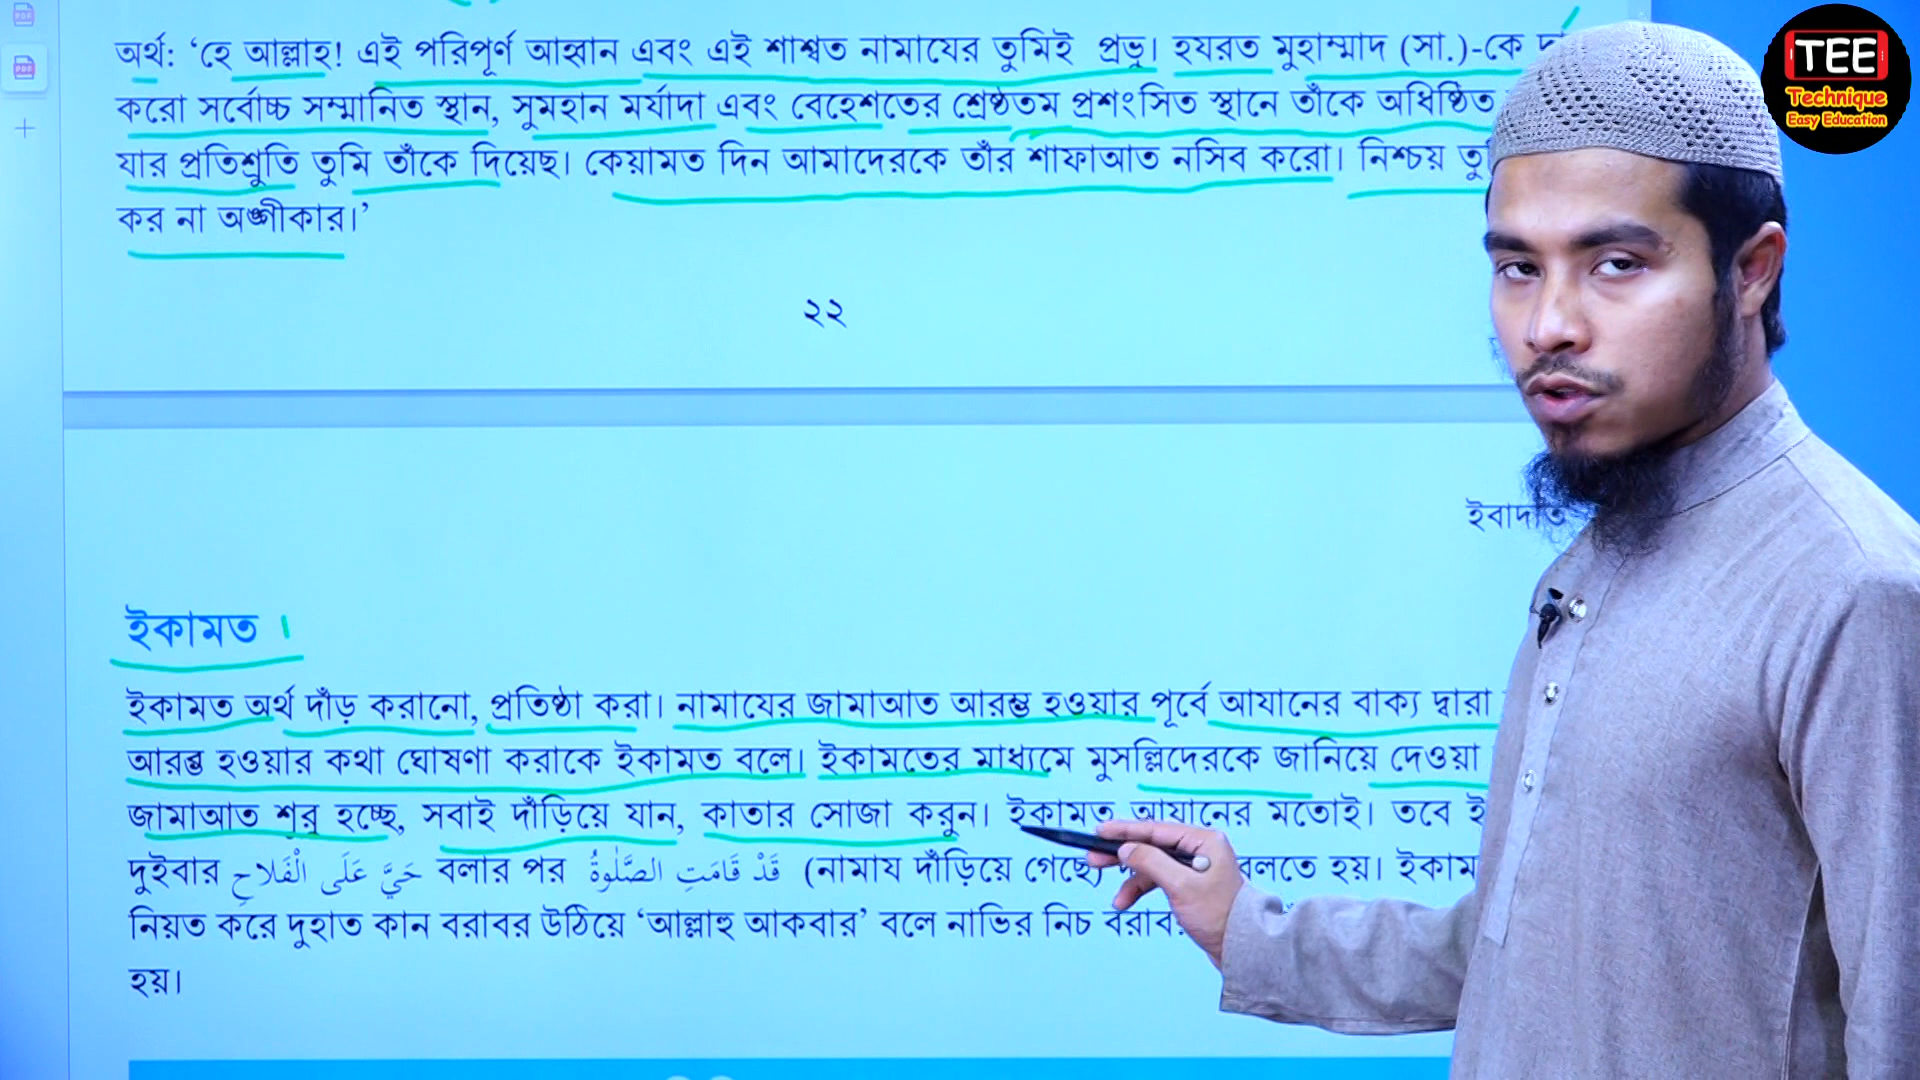 TEE
Technique
Easy Education
অর্থ: ‘হে আল্লাহ! এই পরিপূর্ণ আহ্বান এবং এই শাশ্বত নামাযের তুমিই প্রভু। হযরত মুহাম্মাদ (সা.)-কে
করো সর্বোচ্চ সম্মানিত স্থান, সুমহান মর্যাদা এবং বেহেশতের শ্রেষ্ঠতম প্রশংসিত স্থানে তাঁকে অধিষ্ঠিত
যার প্রতিশ্রুতি তুমি তাঁকে দিয়েছ। কেয়ামত দিন আমাদেরকে তাঁর শাফাআত নসিব করো। নিশ্চয়
কর না অঙ্গীকার।’
২২
ইবাদাত
ইকামত ।
ইকামত অর্থ দাঁড় করানো, প্রতিষ্ঠা করা। নামাযের জামাআত আরম্ভ হওয়ার পূর্বে আযানের বাক্য দ্বারা
আরম্ভ হওয়ার কথা ঘোষণা করাকে ইকামত বলে। ইকামতের মাধ্যমে মুসল্লিদেরকে জানিয়ে দেওয়া
জামাআত শুরু হচ্ছে, সবাই দাঁড়িয়ে যান, কাতার সোজা করুন। ইকামত আযানের মতোই। তবে
দুইবার حَيَّ عَلَى الْفَلَاحِ বলার পর قَدْ قَامَتِ الصَّلٰوةُ (নামায দাঁড়িয়ে গেছে) বলতে হয়।
নিয়ত করে দুহাত কান বরাবর উঠিয়ে ‘আল্লাহু আকবার’ বলে নাভির নিচ
হয়।